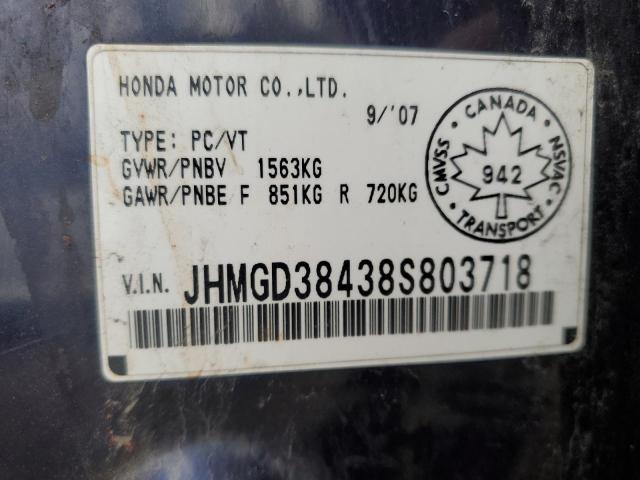 HONDA MOTOR CO.,LTD.
9/'07
TYPE: PC/VT
GVWR/PNBV 1563KG
GAWR/PNBE F 851KG R 720KG
CANADA
CMVSS
NSVAC
942
TRANSPORT
V.I.N. JHMGD38438S803718